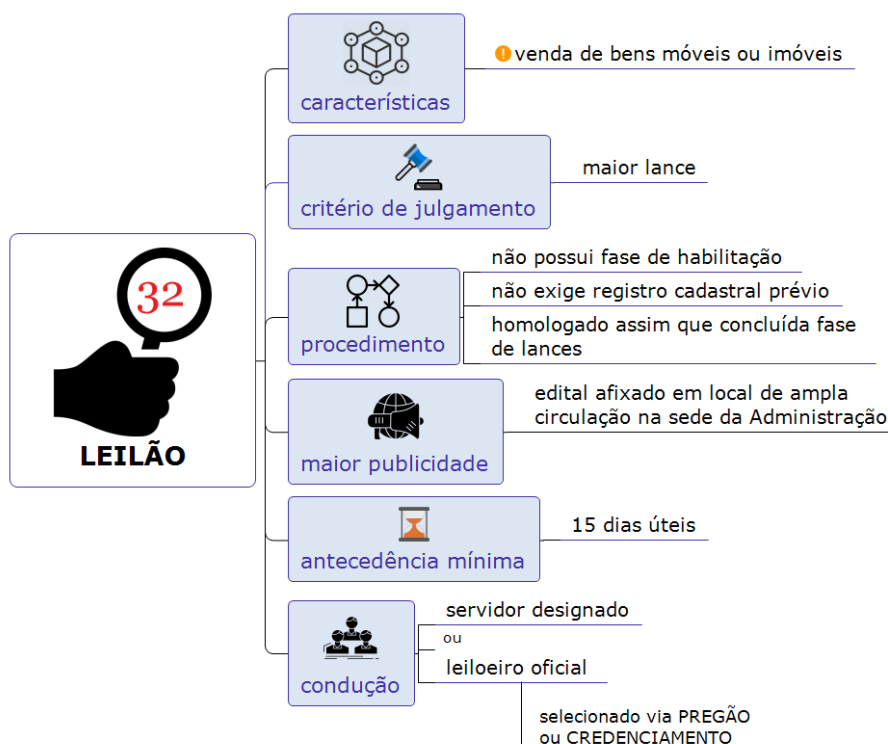 32
LEILÃO
características
venda de bens móveis ou imóveis
critério de julgamento
maior lance
procedimento
não possui fase de habilitação
não exige registro cadastral prévio
homologado assim que concluída fase
de lances
maior publicidade
edital afixado em local de ampla
circulação na sede da Administração
antecedência mínima
15 dias úteis
condução
servidor designado
ou
leiloeiro oficial
selecionado via PREGÃO
ou CREDENCIAMENTO